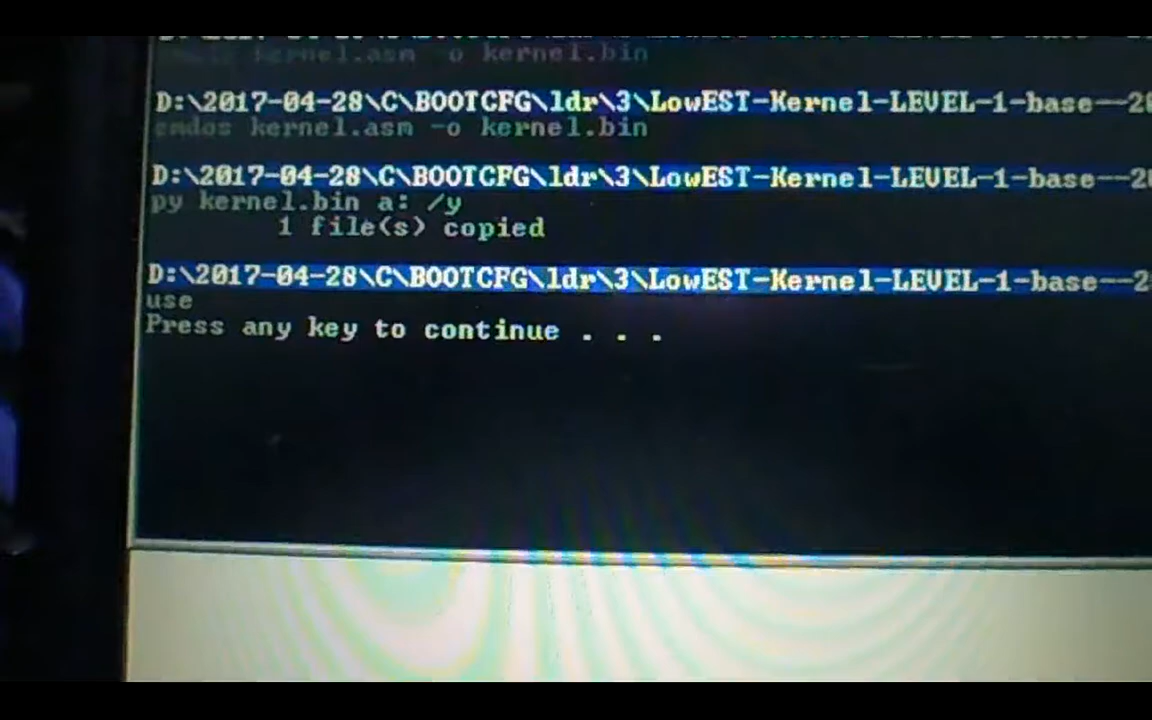 kernel.asm -o kernel.bin
D:\2017-04-28\C\BOOTCFG\ldr\3\LowEST-Kernel-LEVEL-1-base--20
kernel.asm -o kernel.bin
D:\2017-04-28\C\BOOTCFG\ldr\3\LowEST-Kernel-LEVEL-1-base--20
py kernel.bin a: /y
1 file(s) copied
D:\2017-04-28\C\BOOTCFG\ldr\3\LowEST-Kernel-LEVEL-1-base--2
use
Press any key to continue . . .